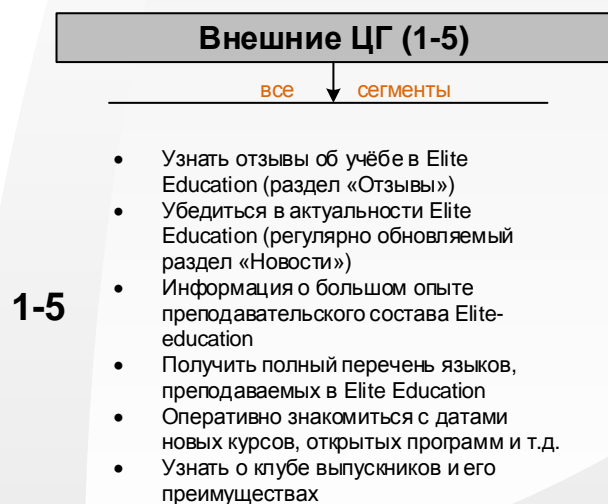 Внешние ЦГ (1-5)
все сегменты
• Узнать отзывы об учёбе в Elite
Education (раздел «Отзывы»)
• Убедиться в актуальности Elite
Education (регулярно обновляемый
раздел «Новости»)
1-5
• Информация о большом опыте
преподавательского состава Elite-
education
• Получить полный перечень языков,
преподаваемых в Elite Education
• Оперативно знакомиться с датами
новых курсов, открытых программ и т.д.
• Узнать о клубе выпускников и его
преимуществах